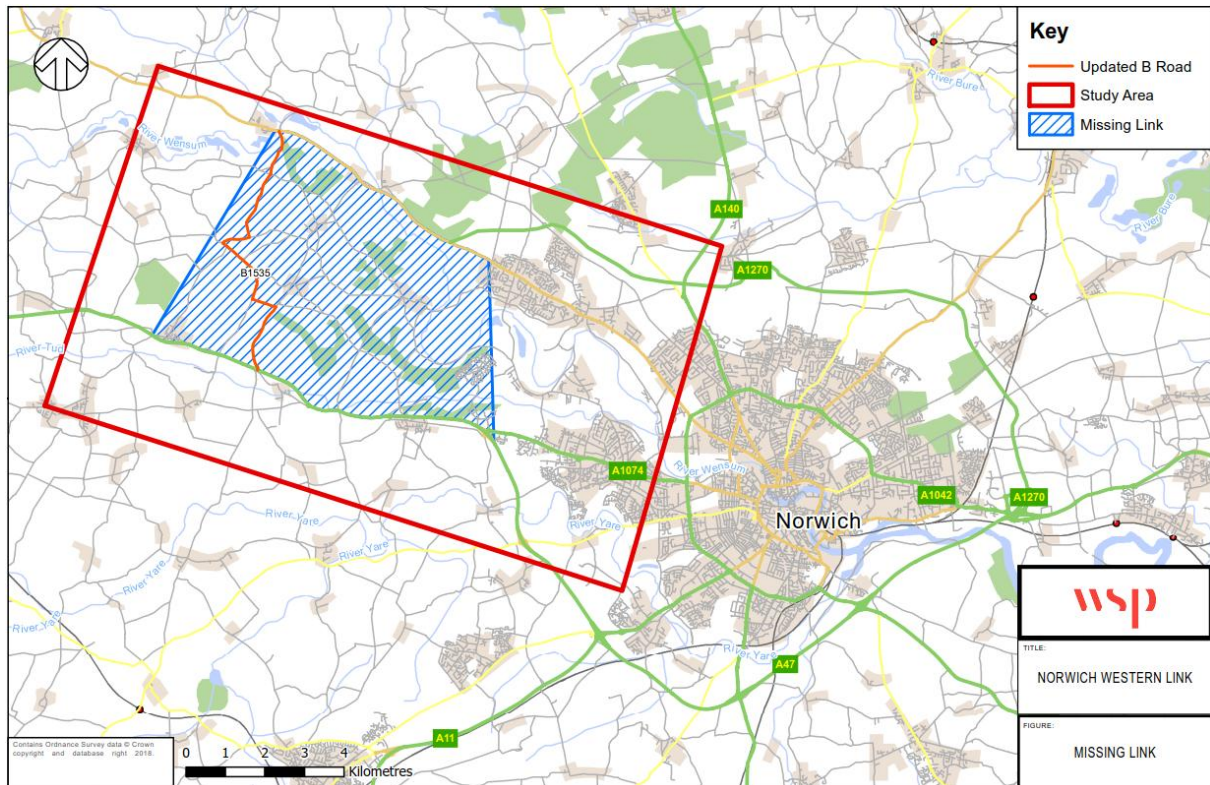 Key
Updated B Road
Study Area
Missing Link
River Bure
River Wensum
A140
River Bure
A1270
B1535
River Tud
A1074
River Wensum
A1042
A1270
Norwich
River Yare
River Yare
River Yare
River Yare
River Yare
A47
A11
wsp
TITLE:
NORWICH WESTERN LINK
FIGURE:
MISSING LINK
Contains Ordnance Survey data © Crown
copyright and database right 2018.
0 1 2 3 4
Kilometres